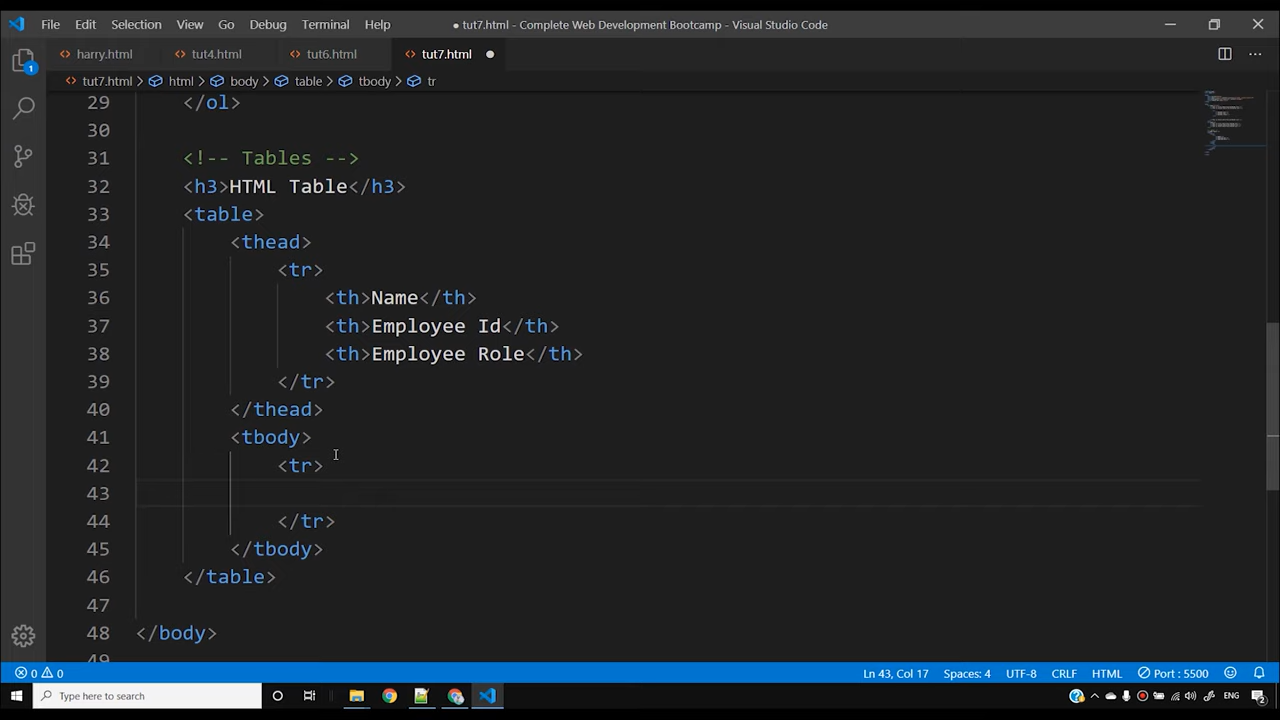 File Edit Selection View Go Debug Terminal Help ● tut7.html - Complete Web Development Bootcamp - Visual Studio Code
harry.html tut4.html tut6.html tut7.html
tut7.html > html > body > table > tbody > tr
1
29 </ol>
30
31 <!-- Tables -->
32 <h3>HTML Table</h3>
33 <table>
34 <thead>
35 <tr>
36 <th>Name</th>
37 <th>Employee Id</th>
38 <th>Employee Role</th>
39 </tr>
40 </thead>
41 <tbody>
42 <tr>
43
44 </tr>
45 </tbody>
46 </table>
47
48 </body>
49
0 0 Ln 43, Col 17 Spaces: 4 UTF-8 CRLF HTML Port : 5500
Type here to search ENG 2